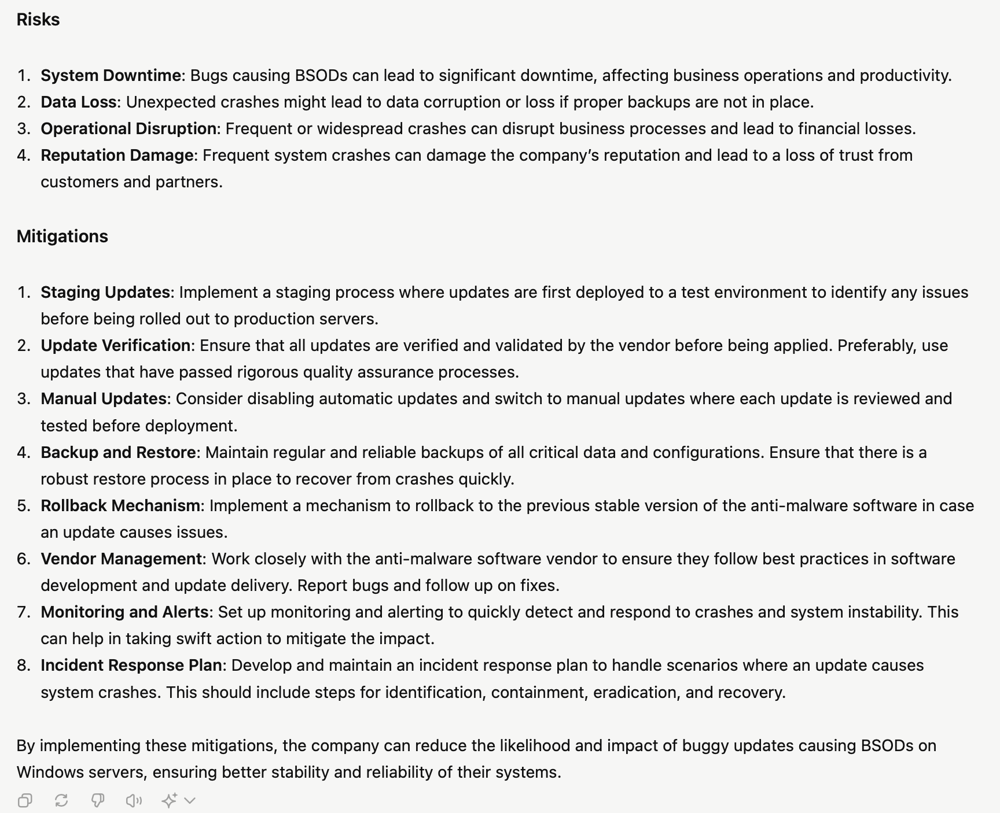 Risks
1. System Downtime: Bugs causing BSODs can lead to significant downtime, affecting business operations and productivity.
2. Data Loss: Unexpected crashes might lead to data corruption or loss if proper backups are not in place.
3. Operational Disruption: Frequent or widespread crashes can disrupt business processes and lead to financial losses.
4. Reputation Damage: Frequent system crashes can damage the company’s reputation and lead to a loss of trust from
customers and partners.
Mitigations
1. Staging Updates: Implement a staging process where updates are first deployed to a test environment to identify any issues
before being rolled out to production servers.
2. Update Verification: Ensure that all updates are verified and validated by the vendor before being applied. Preferably, use
updates that have passed rigorous quality assurance processes.
3. Manual Updates: Consider disabling automatic updates and switch to manual updates where each update is reviewed and
tested before deployment.
4. Backup and Restore: Maintain regular and reliable backups of all critical data and configurations. Ensure that there is a
robust restore process in place to recover from crashes quickly.
5. Rollback Mechanism: Implement a mechanism to rollback to the previous stable version of the anti-malware software in case
an update causes issues.
6. Vendor Management: Work closely with the anti-malware software vendor to ensure they follow best practices in software
development and update delivery. Report bugs and follow up on fixes.
7. Monitoring and Alerts: Set up monitoring and alerting to quickly detect and respond to crashes and system instability. This
can help in taking swift action to mitigate the impact.
8. Incident Response Plan: Develop and maintain an incident response plan to handle scenarios where an update causes
system crashes. This should include steps for identification, containment, eradication, and recovery.
By implementing these mitigations, the company can reduce the likelihood and impact of buggy updates causing BSODs on
Windows servers, ensuring better stability and reliability of their systems.